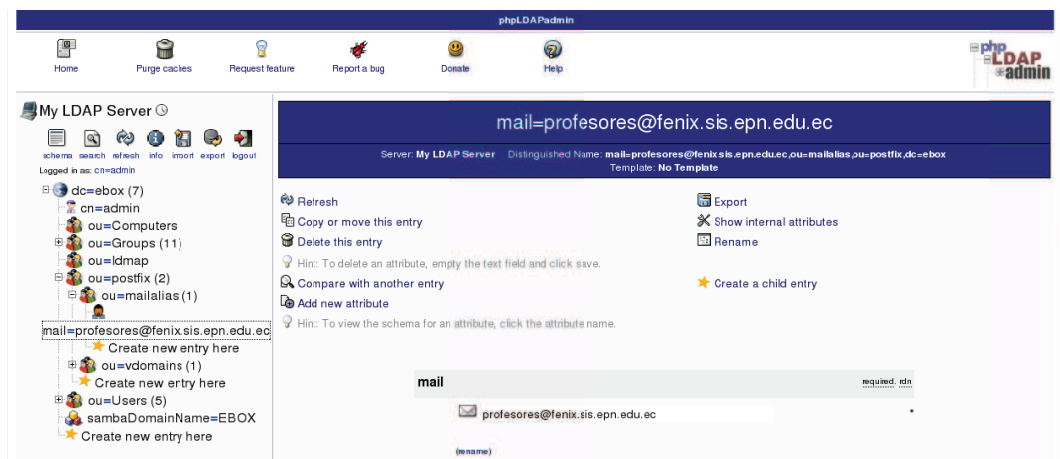 phpLDAPadmin
Home Purge caches Request feature Report a bug Donate Help
php
LDAP
admin
My LDAP Server
schema search refresh info import export logout
Logged in as: cn=admin
dc=ebox (7)
cn=admin
ou=Computers
ou=Groups (11)
ou=ldmap
ou=postfix (2)
ou=mailalias (1)
mail=profesores@fenix.sis.epn.edu.ec
Create new entry here
ou=vdomains (1)
Create new entry here
ou=Users (5)
sambaDomainName=EBOX
Create new entry here
mail=profesores@fenix.sis.epn.edu.ec
Server: My LDAP Server Distinguished Name: mail=profesores@fenix.sis.epn.edu.ec,ou=mailalias,ou=postfix,dc=ebox
Template: No Template
Refresh Export
Copy or move this entry Show internal attributes
Delete this entry Rename
Hint: To delete an attribute, empty the text field and click save.
Compare with another entry Create a child entry
Add new attribute
Hint: To view the schema for an attribute, click the attribute name.
mail required, rdn
profesores@fenix.sis.epn.edu.ec *
(rename)